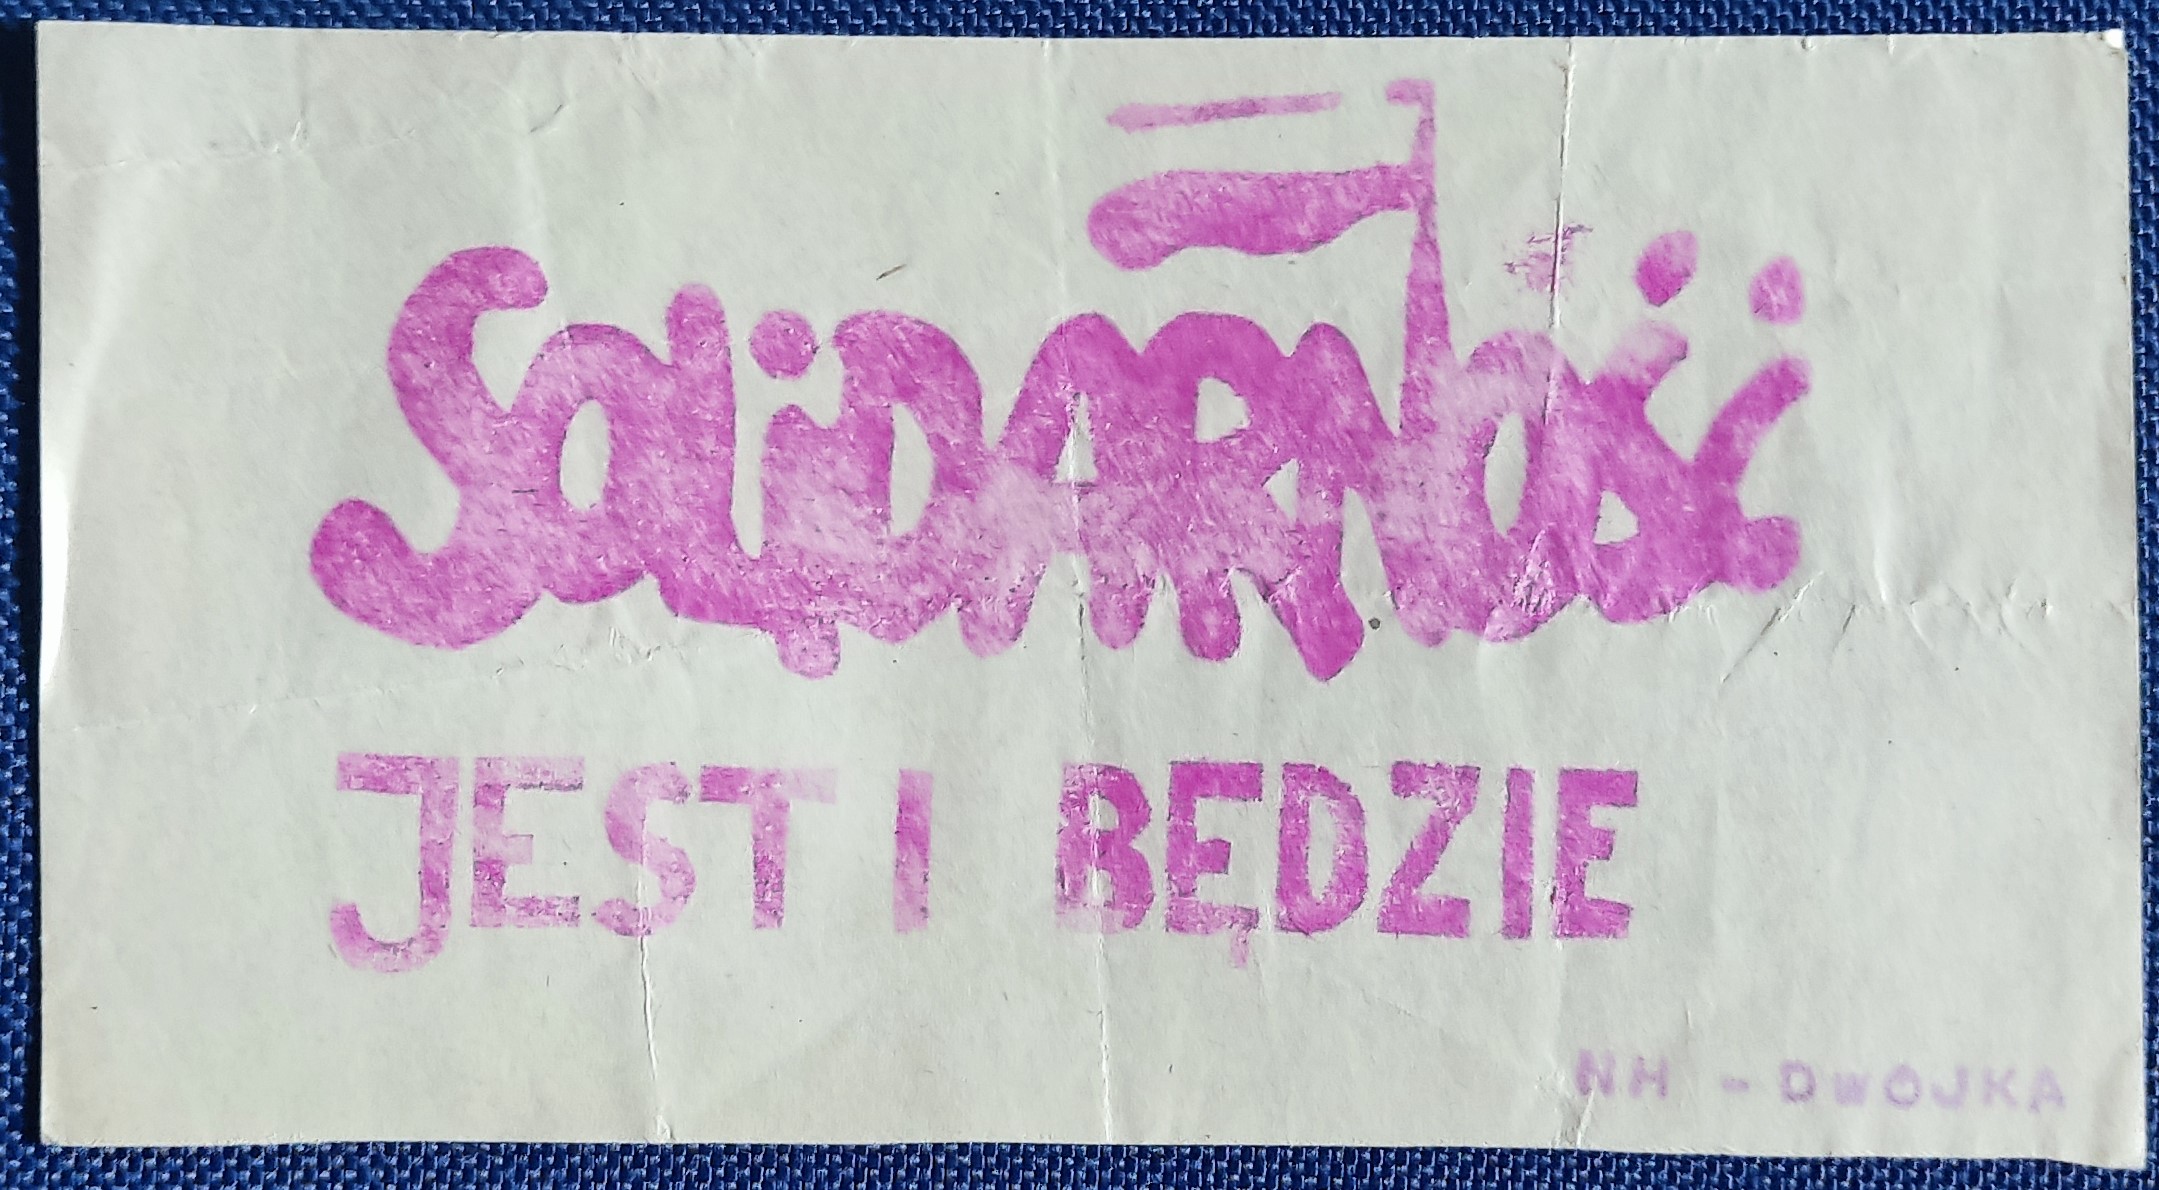 SOLiDARNOŚĆ
JEST I BĘDZIE
NH - DWÓJKA